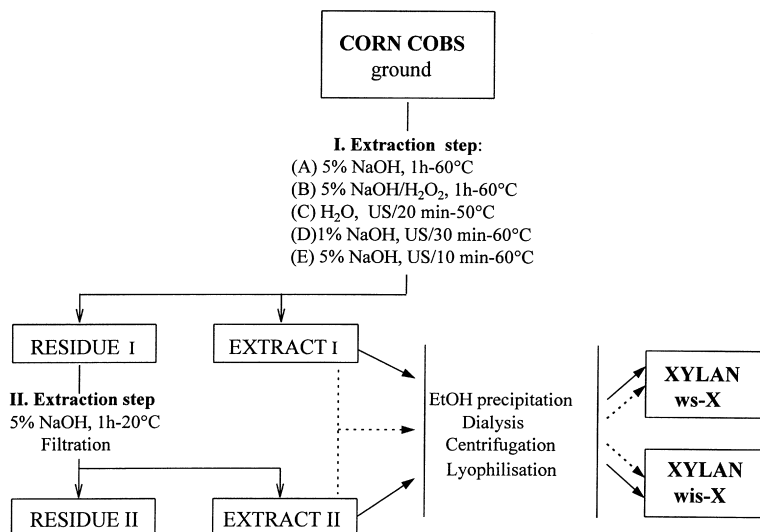 CORN COBS
ground
I. Extraction step:
(A) 5% NaOH, 1h-60°C
(B) 5% NaOH/H₂O₂, 1h-60°C
(C) H₂O, US/20 min-50°C
(D)1% NaOH, US/30 min-60°C
(E) 5% NaOH, US/10 min-60°C
RESIDUE I
EXTRACT I
II. Extraction step
5% NaOH, 1h-20°C
Filtration
EtOH precipitation
Dialysis
Centrifugation
Lyophilisation
XYLAN
ws-X
XYLAN
wis-X
RESIDUE II
EXTRACT II